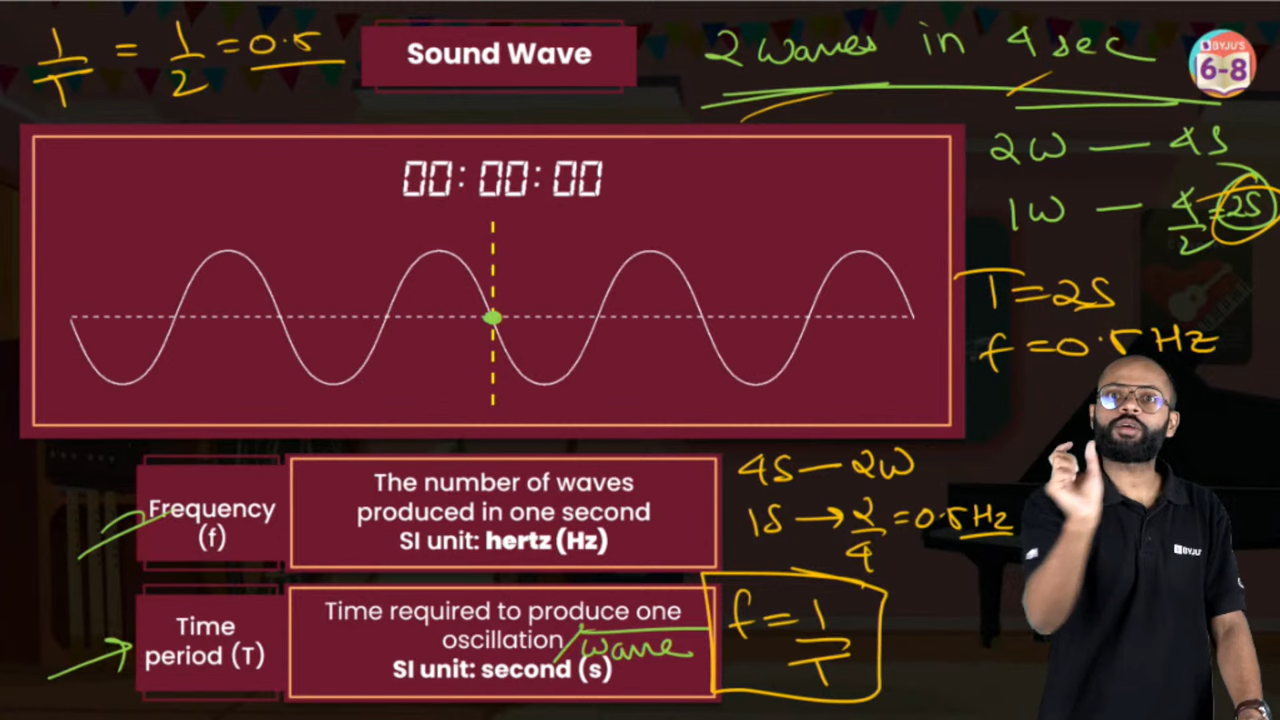 1/T = 1/2 = 0.5
Sound Wave
2 waves in 4 sec
BYJU'S
6-8
2W — 4S
1W — 4/2 = 2S
00:00:00
T = 2S
f = 0.5 Hz
Frequency
(f)
The number of waves
produced in one second
SI unit: hertz (Hz)
4S — 2W
1S → 2/4 = 0.5 Hz
Time
period (T)
Time required to produce one
oscillation/wave
SI unit: second (s)
f = 1/T
BYJU'